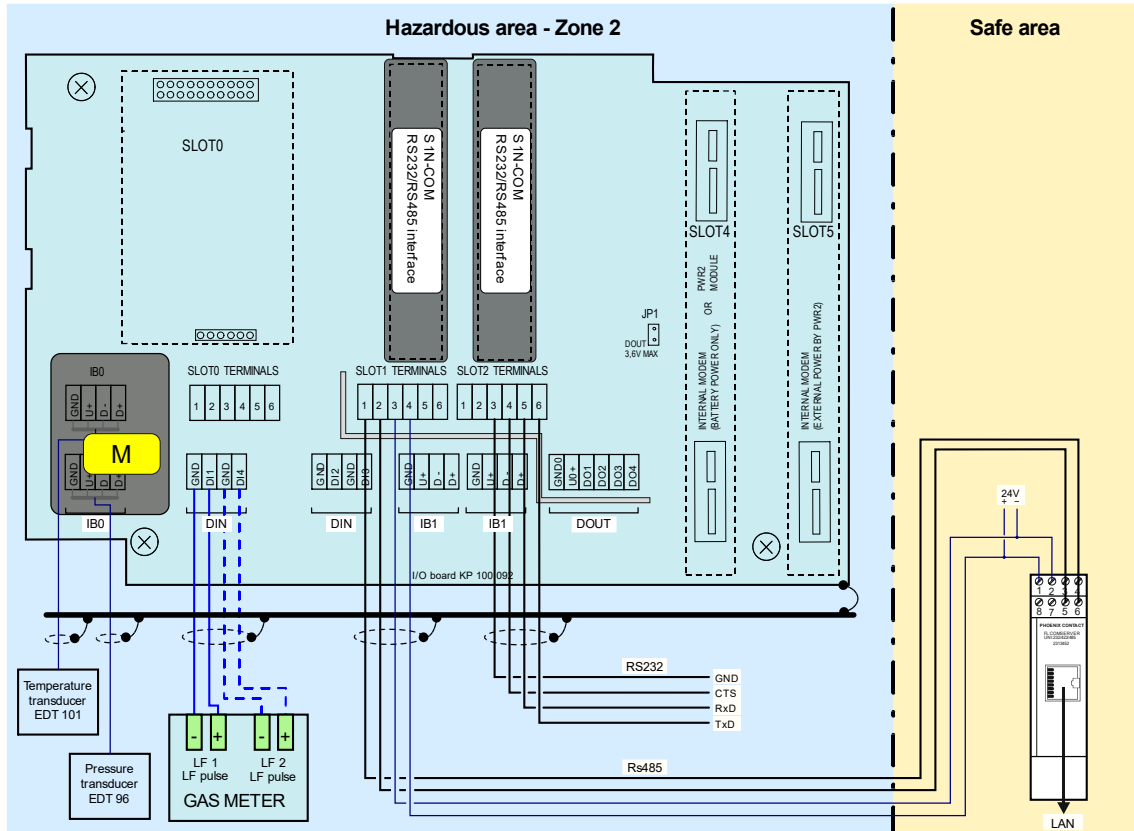 Hazardous area - Zone 2
Safe area
SLOT0
S1N-COM
RS232/RS485 interface
S1N-COM
RS232/RS485 interface
SLOT4
SLOT5
INTERNAL MODEM
(BATTERY POWER ONLY)
OR
PWR2
MODULE
INTERNAL MODEM
(EXTERNAL POWER BY PWR2)
JP1
DOUT
3,6V MAX
IB0
GND
U+
D -
D+
M
GND
U+
D
D+
IB0
SLOT0 TERMINALS
1 2 3 4 5 6
SLOT1 TERMINALS
1 2 3 4 5 6
SLOT2 TERMINALS
1 2 3 4 5 6
GND
DI1
GND
DI4
DIN
GND
DI2
GND
DI3
DIN
GND
U+
D -
D+
IB1
GND
U+
D -
D+
IB1
GND0
U0+
DO1
DO2
DO3
DO4
DOUT
I/O board KP 100 092
24V
+ −
1 2 3 4
8 7 5 6
PHOENIX CONTACT
FL COMSERVER
2313452
LAN
RS232
GND
CTS
RxD
TxD
Rs485
Temperature
transducer
EDT 101
Pressure
transducer
EDT 96
- + - +
LF 1
LF pulse
LF 2
LF pulse
GAS METER